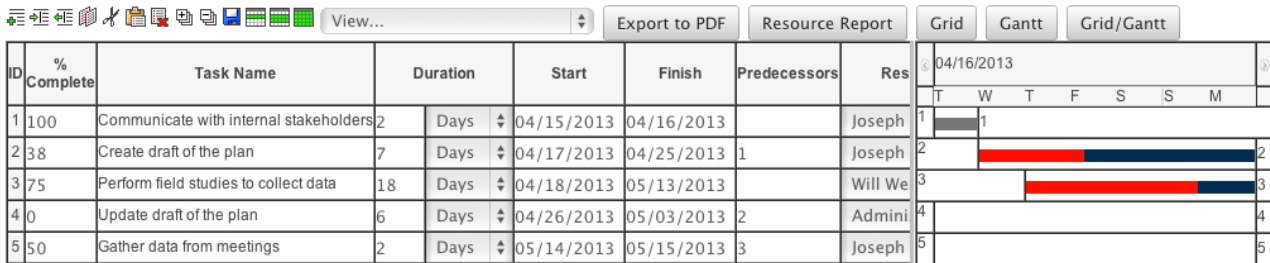 View... Export to PDF Resource Report Grid Gantt Grid/Gantt
ID % Complete Task Name Duration Start Finish Predecessors Res 04/16/2013
T W T F S S M
1 100 Communicate with internal stakeholders 2 Days 04/15/2013 04/16/2013 Joseph 1 1
2 38 Create draft of the plan 7 Days 04/17/2013 04/25/2013 1 Joseph 2 2
3 75 Perform field studies to collect data 18 Days 04/18/2013 05/13/2013 Will We 3 3
4 0 Update draft of the plan 6 Days 04/26/2013 05/03/2013 2 Admini 4 4
5 50 Gather data from meetings 2 Days 05/14/2013 05/15/2013 3 Joseph 5 5